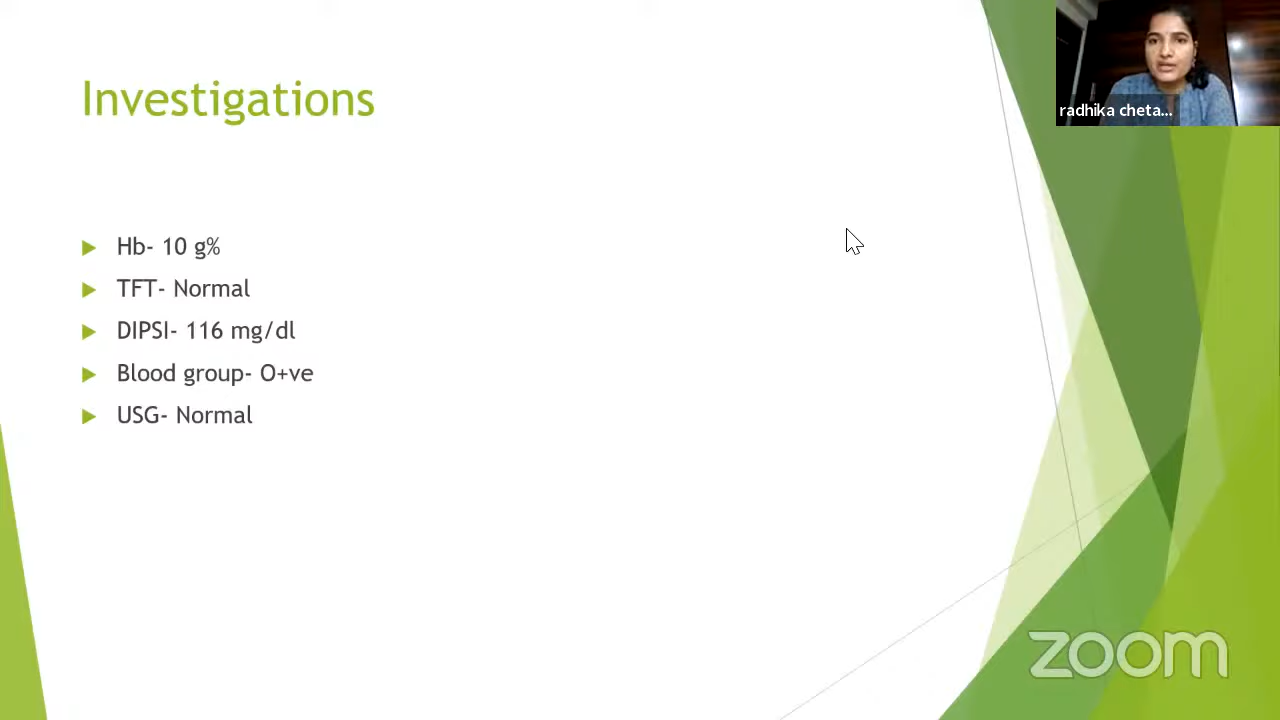 Investigations
radhika cheta...
Hb- 10 g%
TFT- Normal
DIPSI- 116 mg/dl
Blood group- O+ve
USG- Normal
zoom